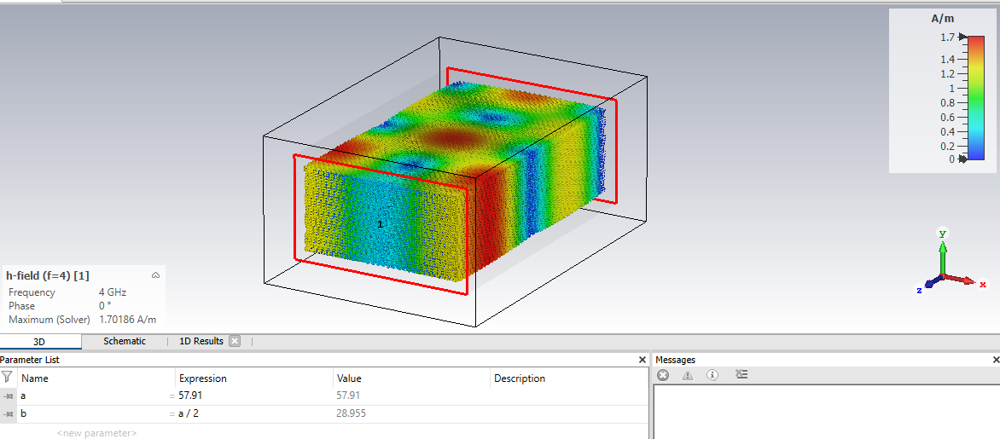 A/m
1.7
1.4
1.2
1
0.8
0.6
0.4
0.2
0
1
y
x
z
h-field (f=4) [1]
Frequency 4 GHz
Phase 0 °
Maximum (Solver) 1.70186 A/m
3D Schematic 1D Results
Parameter List
Name Expression Value Description
a = 57.91 57.91
b = a / 2 28.955
<new parameter>
Messages